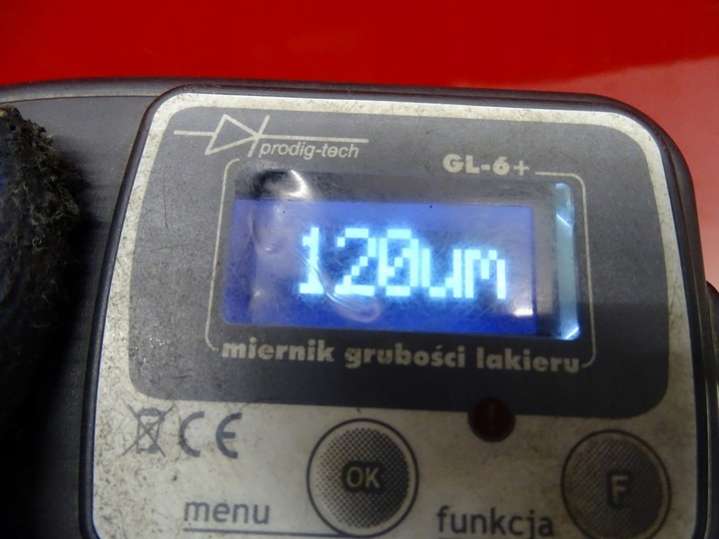 prodig-tech
GL-6+
120um
miernik grubości lakieru
CE
OK
F
menu
funkcja